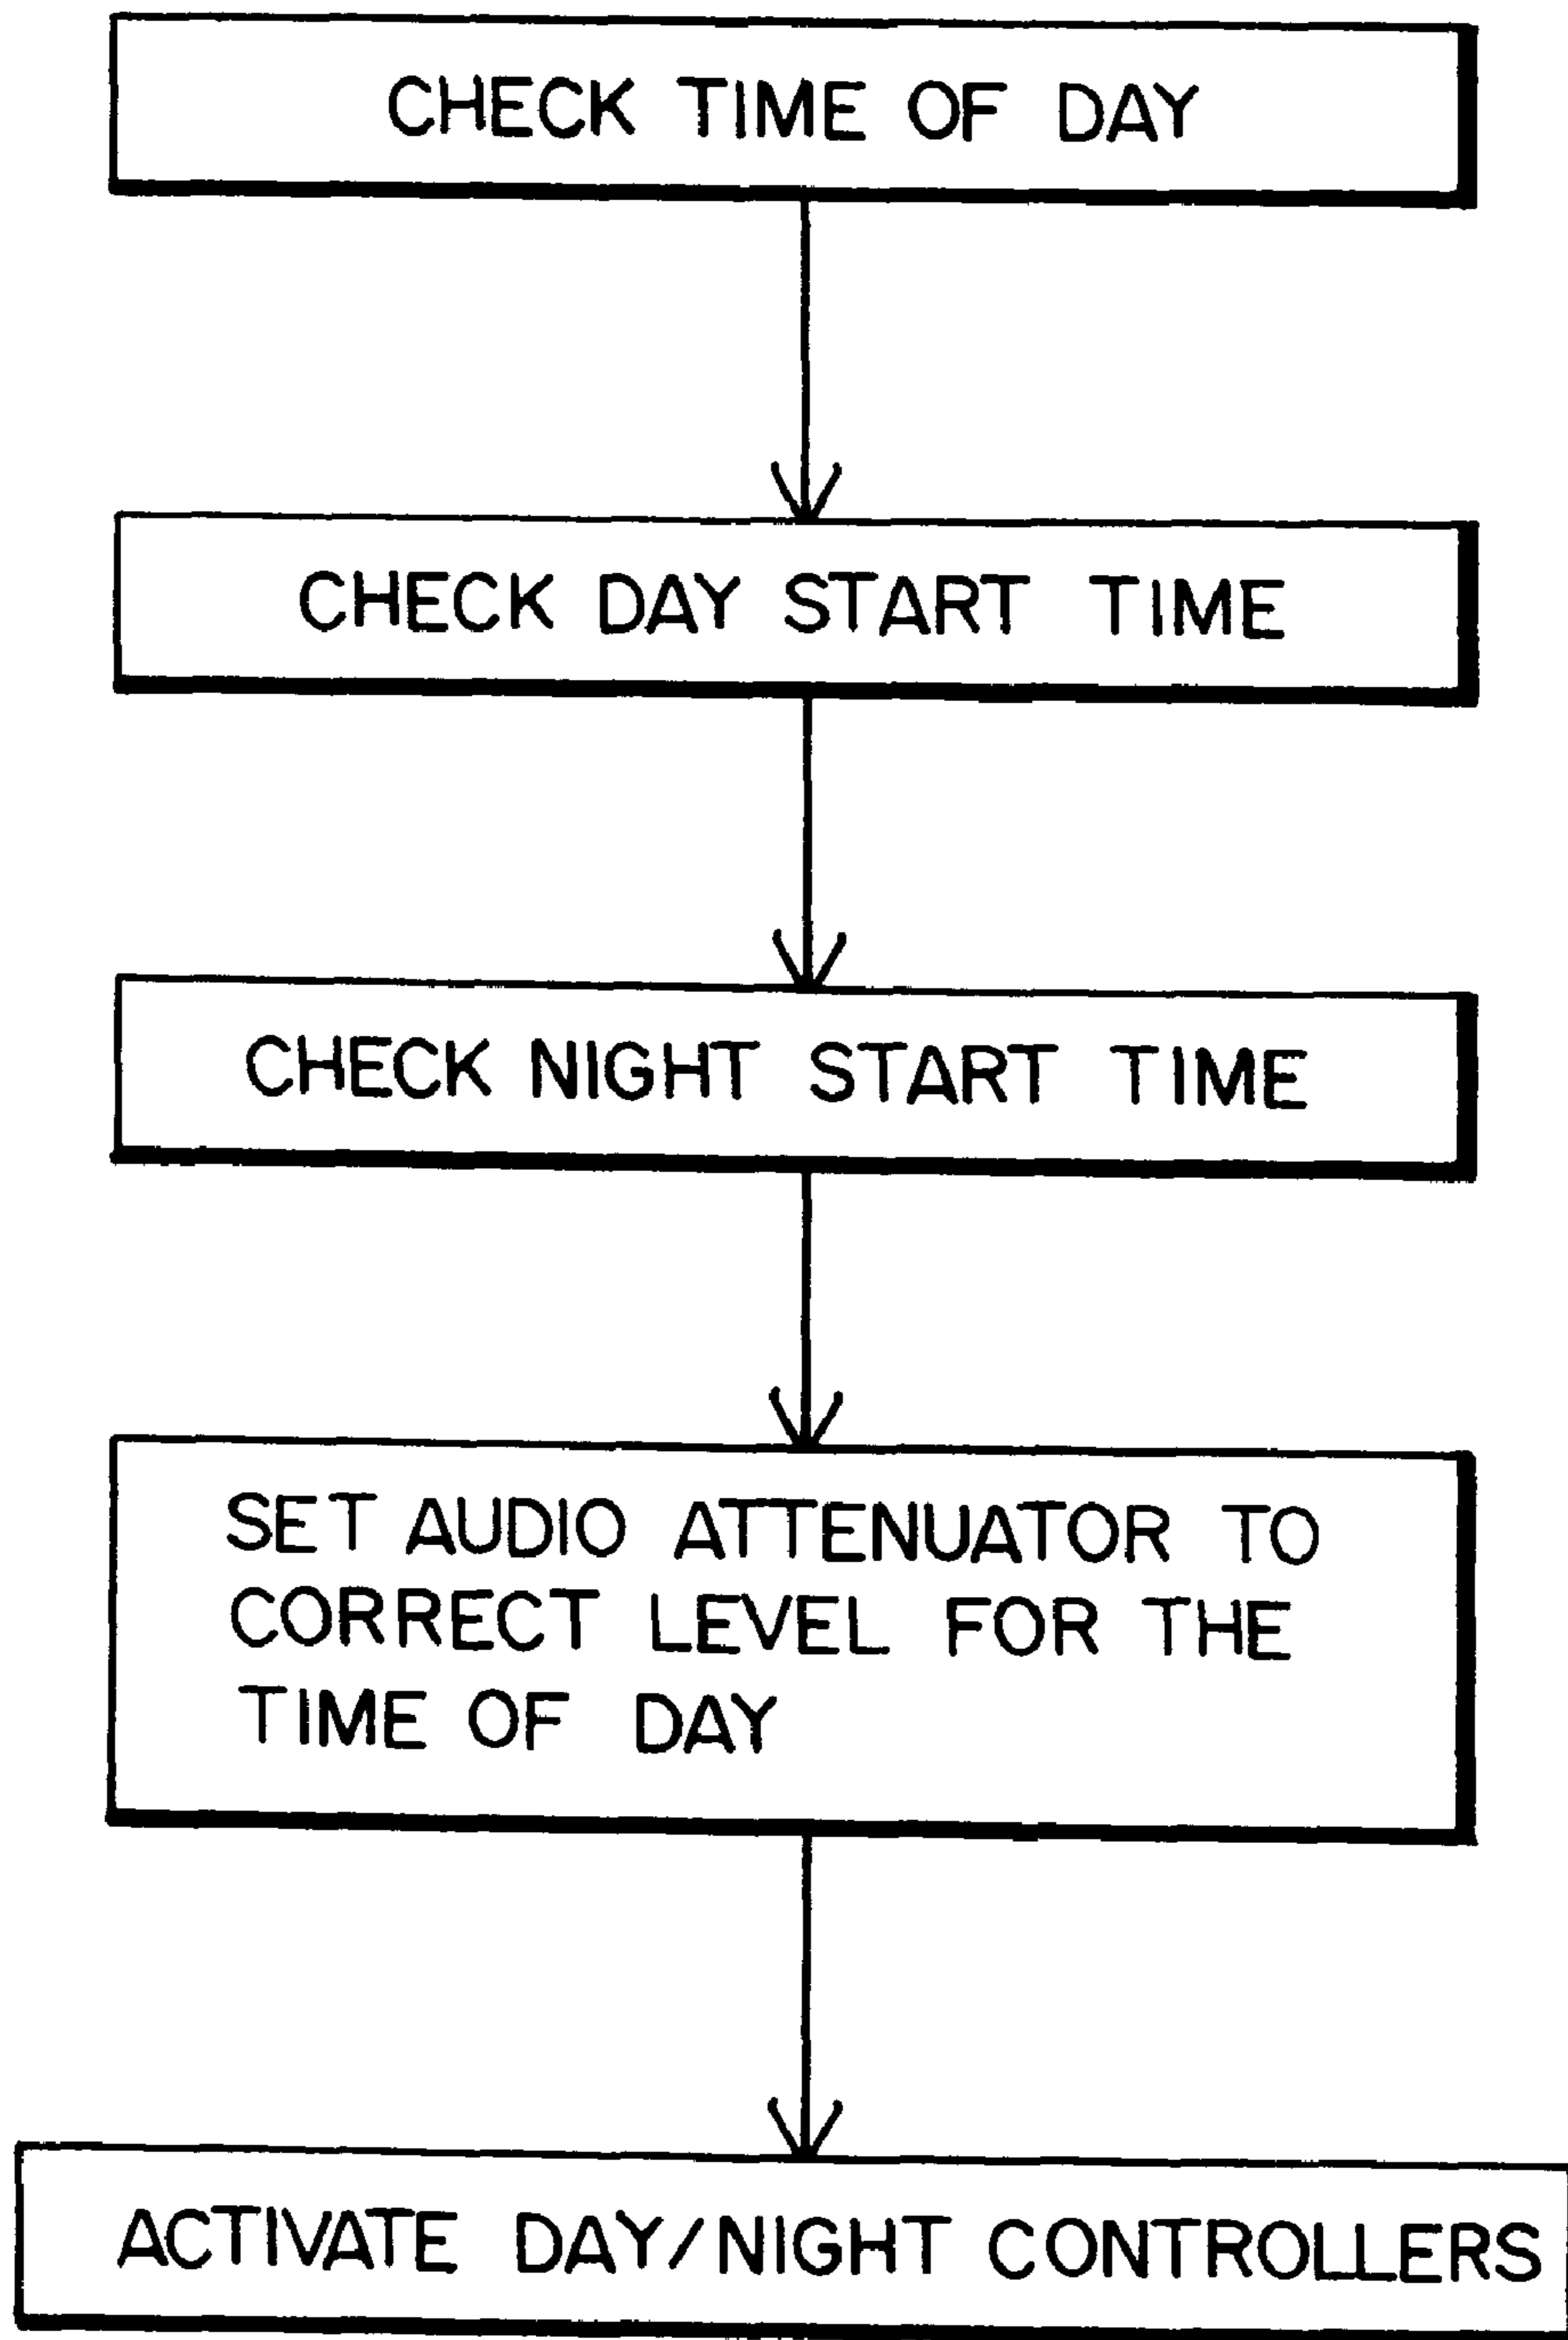 CHECK TIME OF DAY
CHECK DAY START TIME
CHECK NIGHT START TIME
SET AUDIO ATTENUATOR TO
CORRECT LEVEL FOR THE
TIME OF DAY
ACTIVATE DAY/NIGHT CONTROLLERS